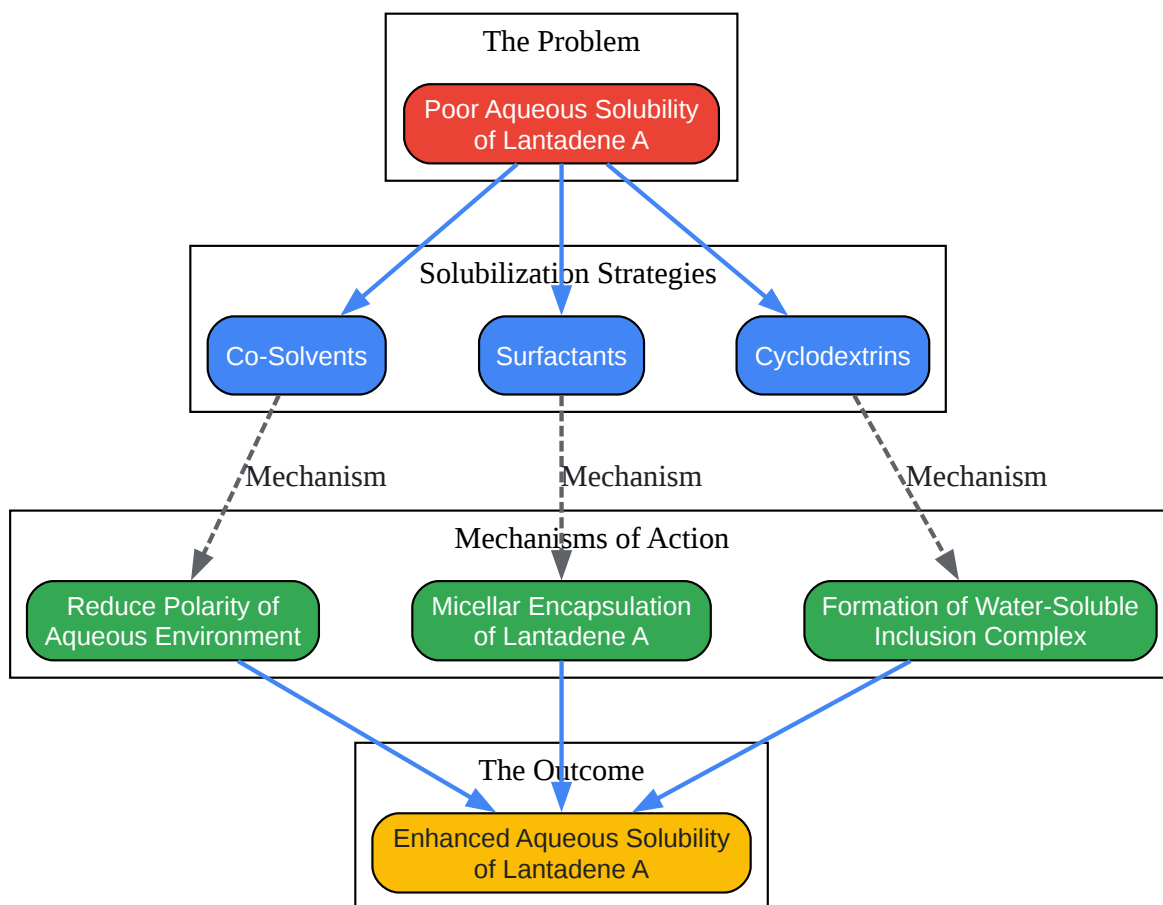 The Problem
Poor Aqueous Solubility
of Lantadene A
Solubilization Strategies
Co-Solvents
Surfactants
Cyclodextrins
Mechanism
Mechanism
Mechanism
Mechanisms of Action
Reduce Polarity of
Aqueous Environment
Micellar Encapsulation
of Lantadene A
Formation of Water-Soluble
Inclusion Complex
The Outcome
Enhanced Aqueous Solubility
of Lantadene A